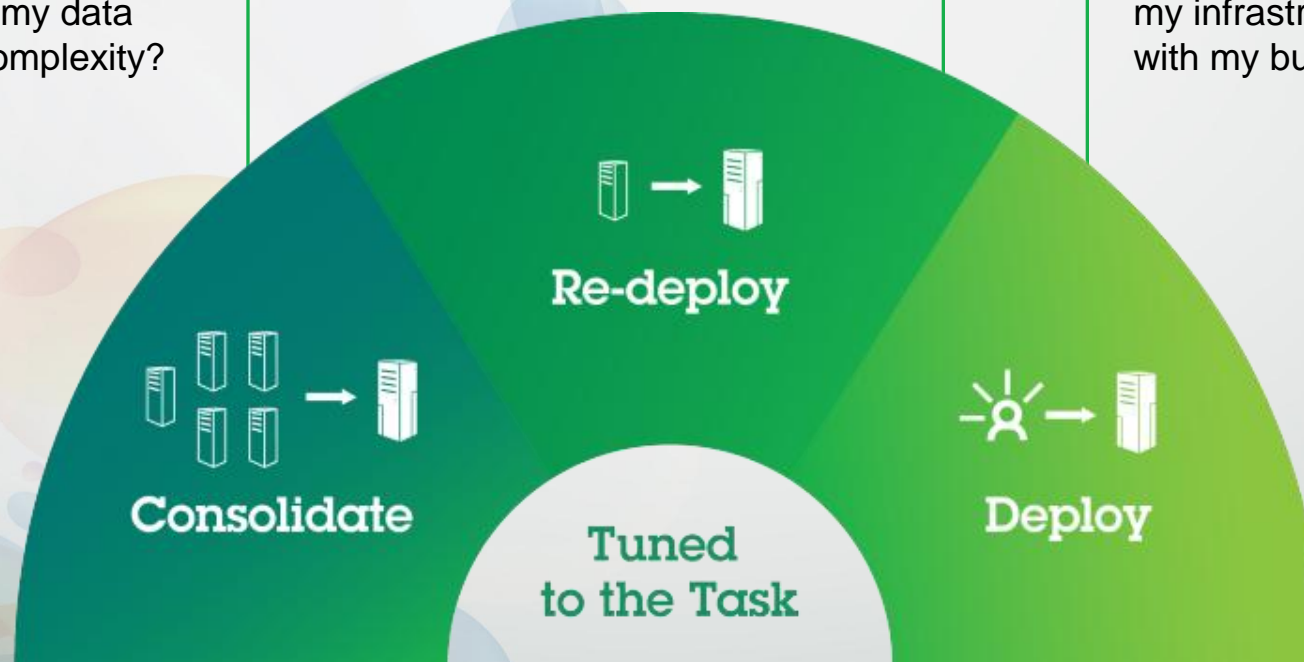 my data
omplexity?
my infrastr
with my bu
Re-deploy
Consolidate
Deploy
Tuned
to the Task